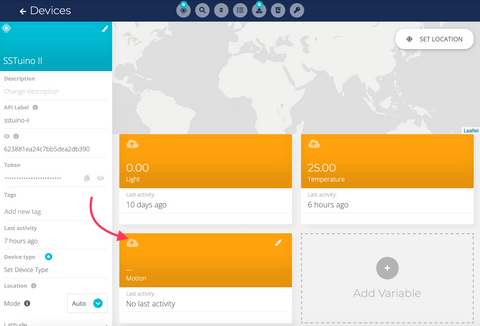 Devices
SSTuino II
Description
Change description
API Label
sstuino-ii
ID
623881ea24c7bb5dea2db390
Token
Tags
Add new tag
Last activity
7 hours ago
Device type
Set Device Type
Location
Mode
Auto
Latitude
SET LOCATION
Leaflet
0.00
Light
Last activity:
10 days ago
25.00
Temperature
Last activity:
6 hours ago
...
Motion
Last activity:
No last activity
Add Variable